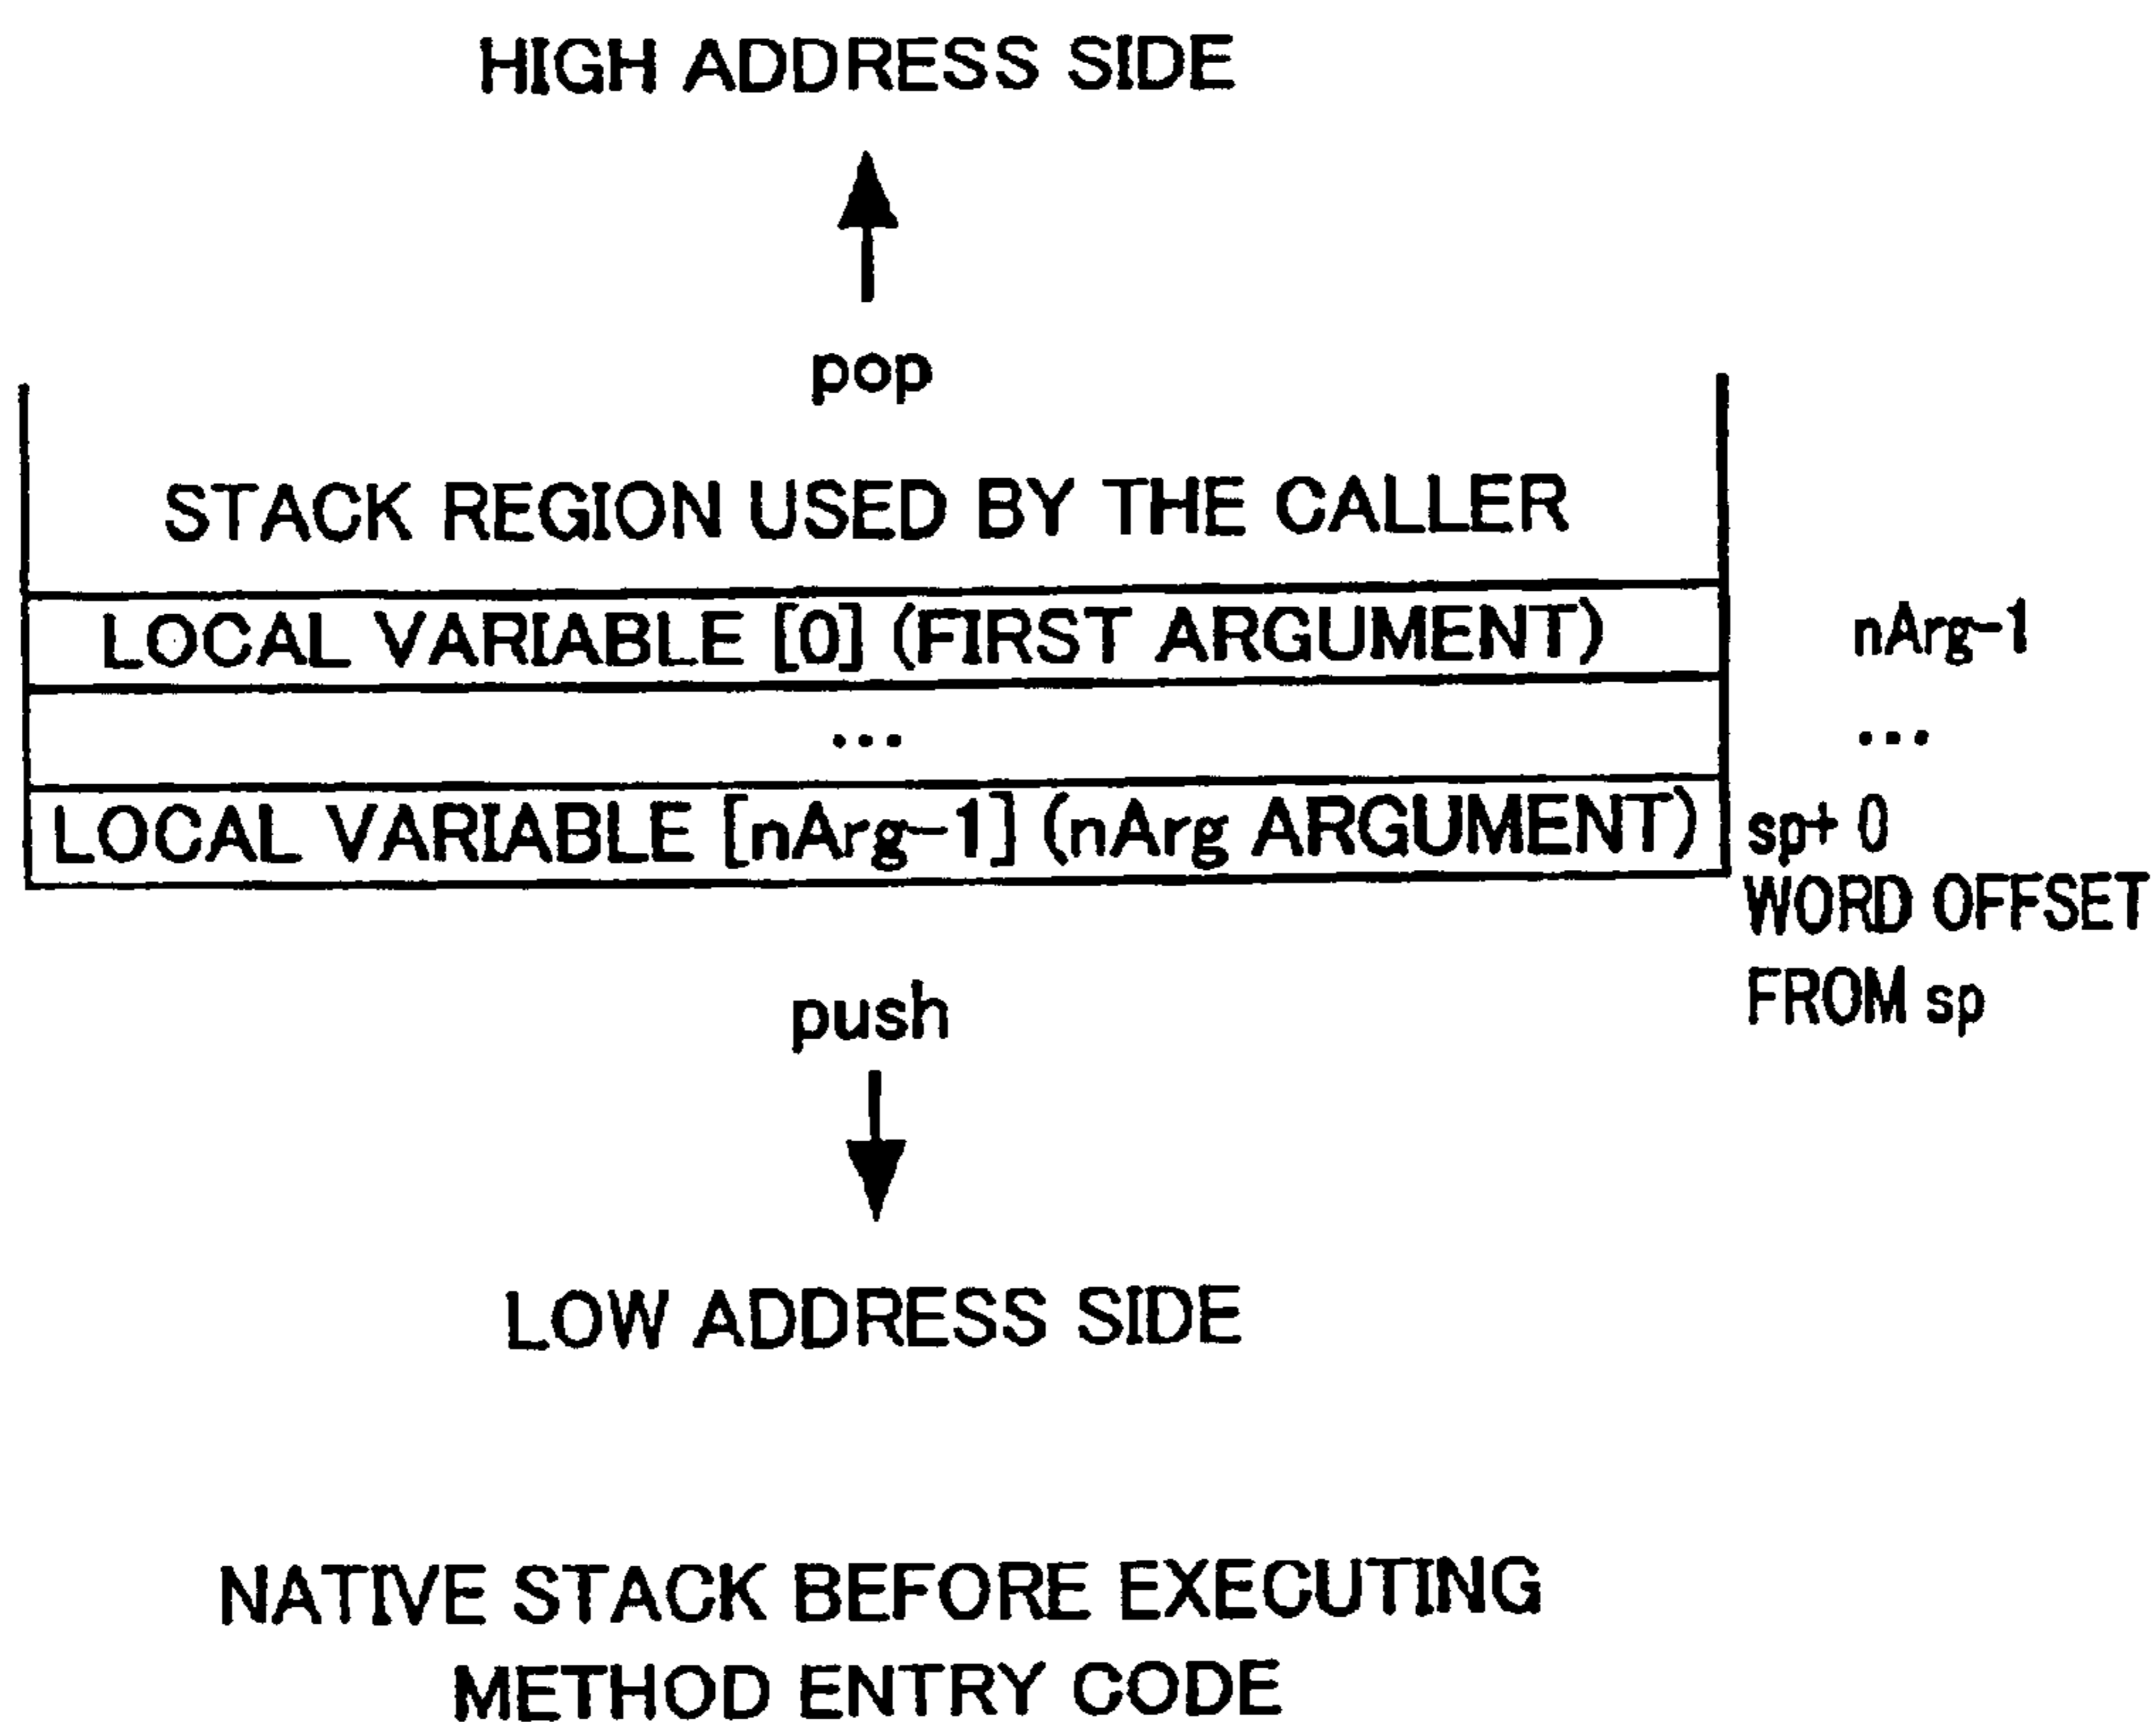 HIGH ADDRESS SIDE
pop
STACK REGION USED BY THE CALLER
LOCAL VARIABLE [0] (FIRST ARGUMENT) nArg-1
... ...
LOCAL VARIABLE [nArg-1] (nArg ARGUMENT) sp+ 0
WORD OFFSET
FROM sp
push
LOW ADDRESS SIDE
NATIVE STACK BEFORE EXECUTING
METHOD ENTRY CODE